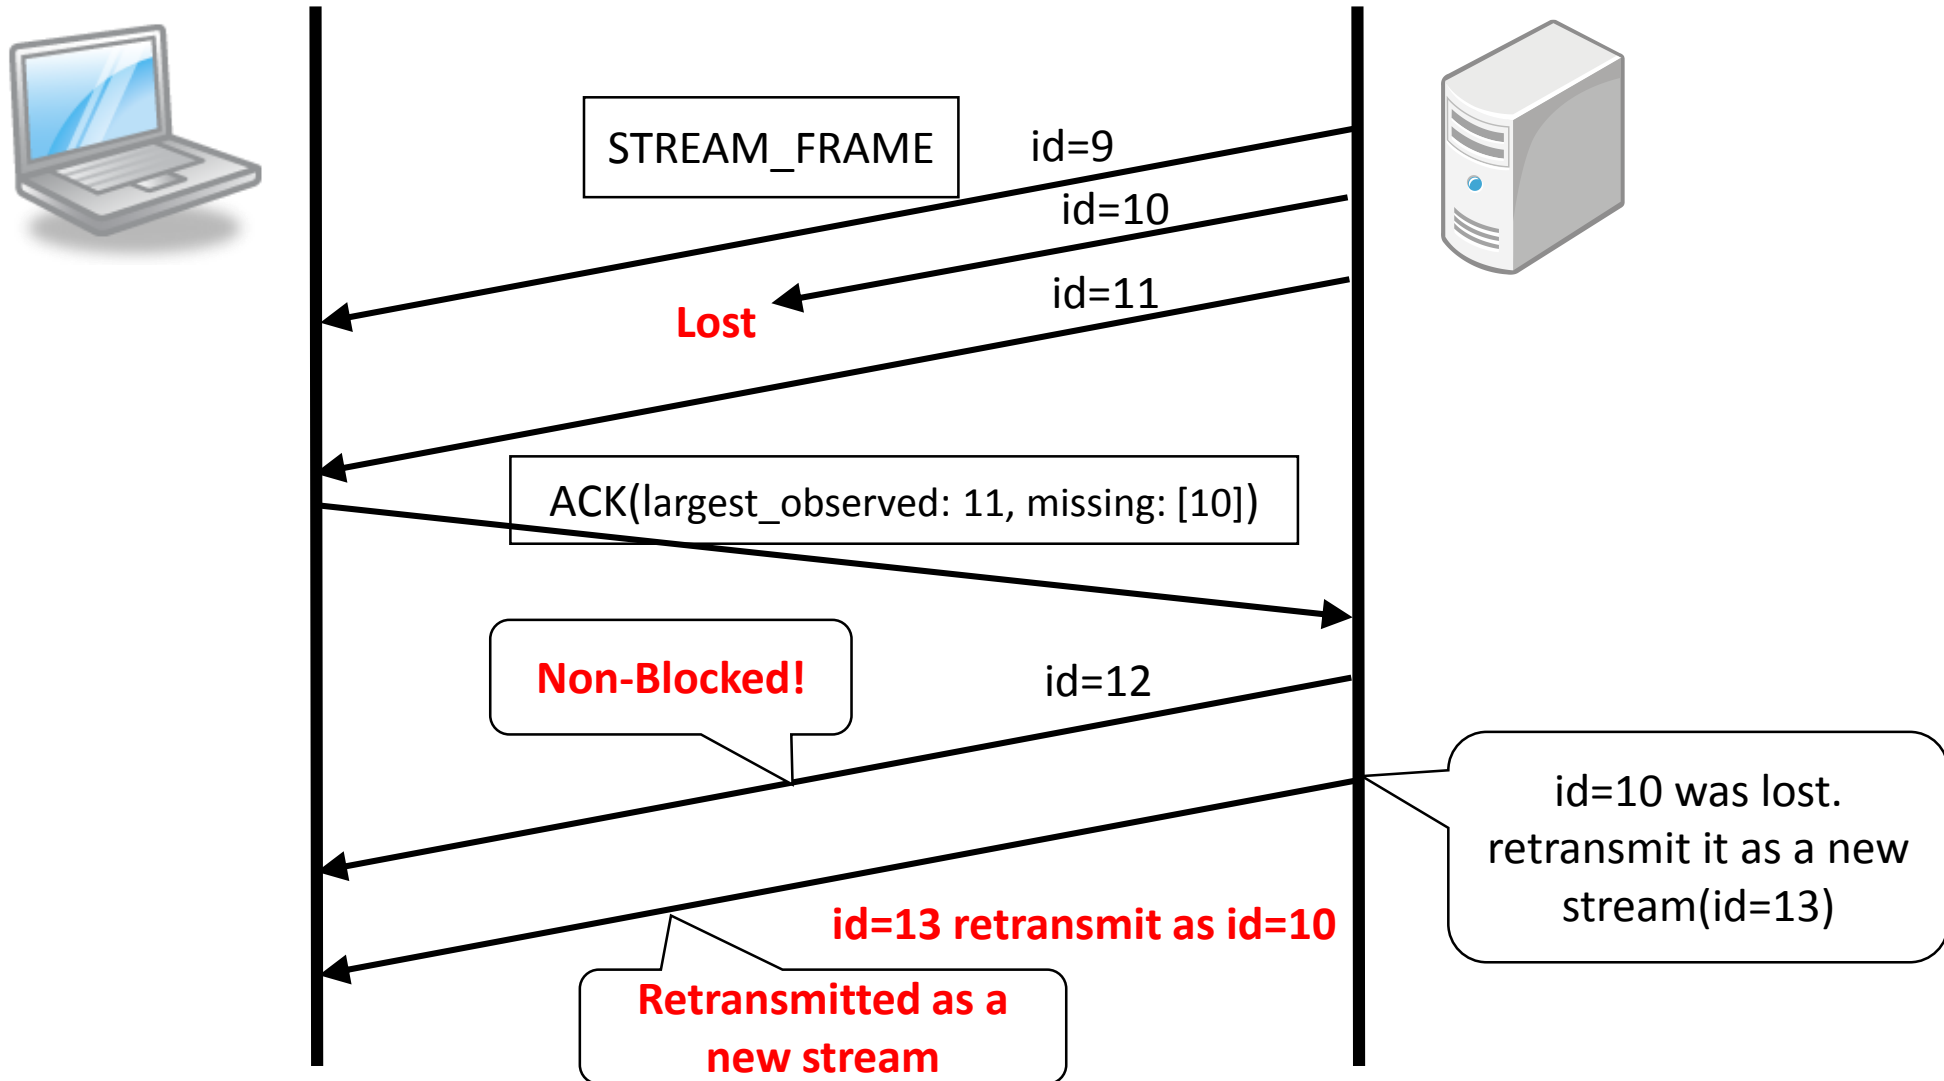 STREAM_FRAME
id=9
id=10
id=11
Lost
ACK(largest_observed: 11, missing: [10])
Non-Blocked!
id=12
id=10 was lost.
retransmit it as a new
stream(id=13)
id=13 retransmit as id=10
Retransmitted as a
new stream